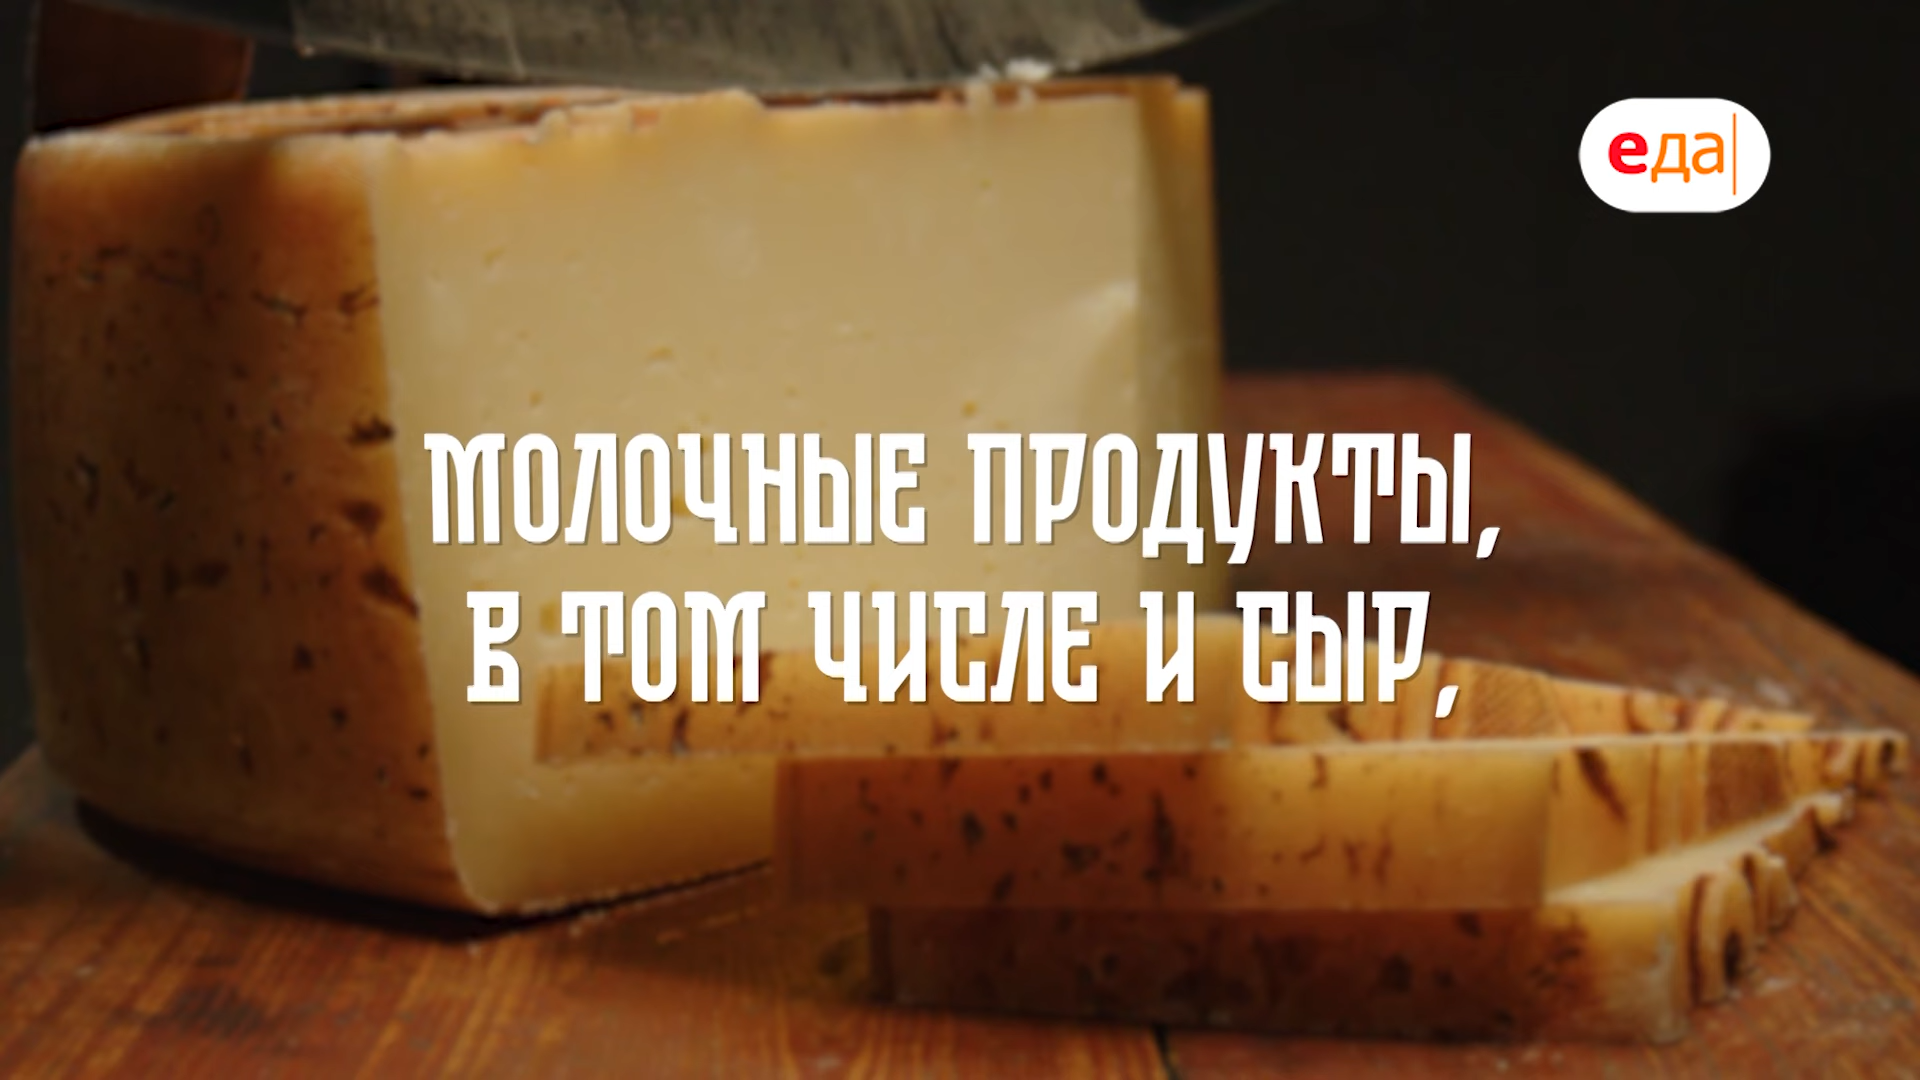 еда
МОЛОЧНЫЕ ПРОДУКТЫ,
В ТОМ ЧИСЛЕ И СЫР,